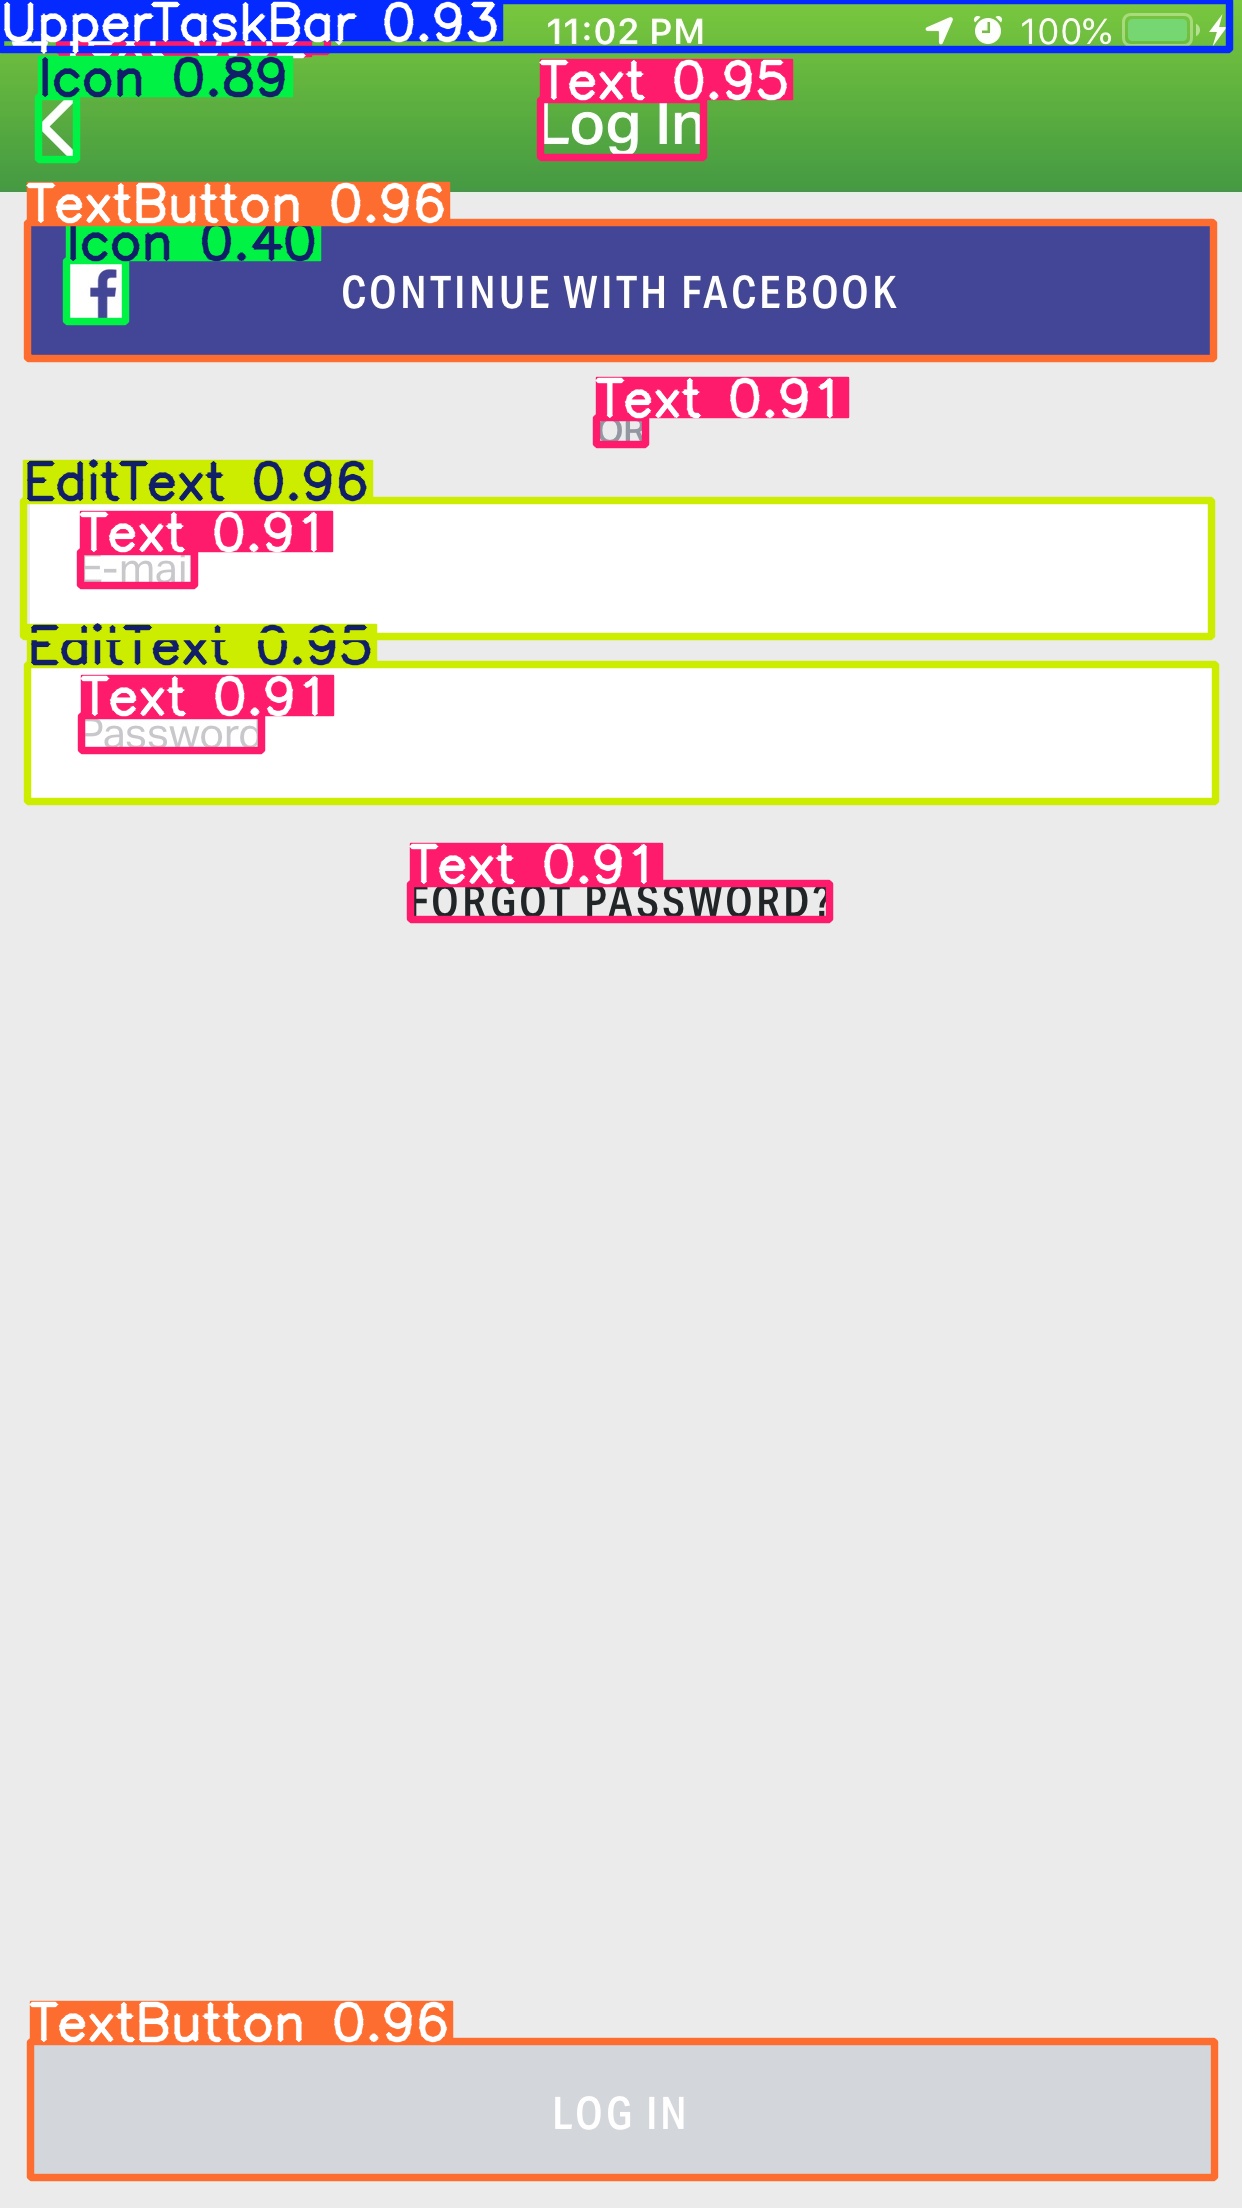 UpperTaskBar 0.93 11:02 PM 100%
Icon 0.89
Text 0.95
Log In
TextButton 0.96
Icon 0.40
f CONTINUE WITH FACEBOOK
Text 0.91
OR
EditText 0.96
Text 0.91
E-mail
EditText 0.95
Text 0.91
Password
Text 0.91
FORGOT PASSWORD?
TextButton 0.96
LOG IN